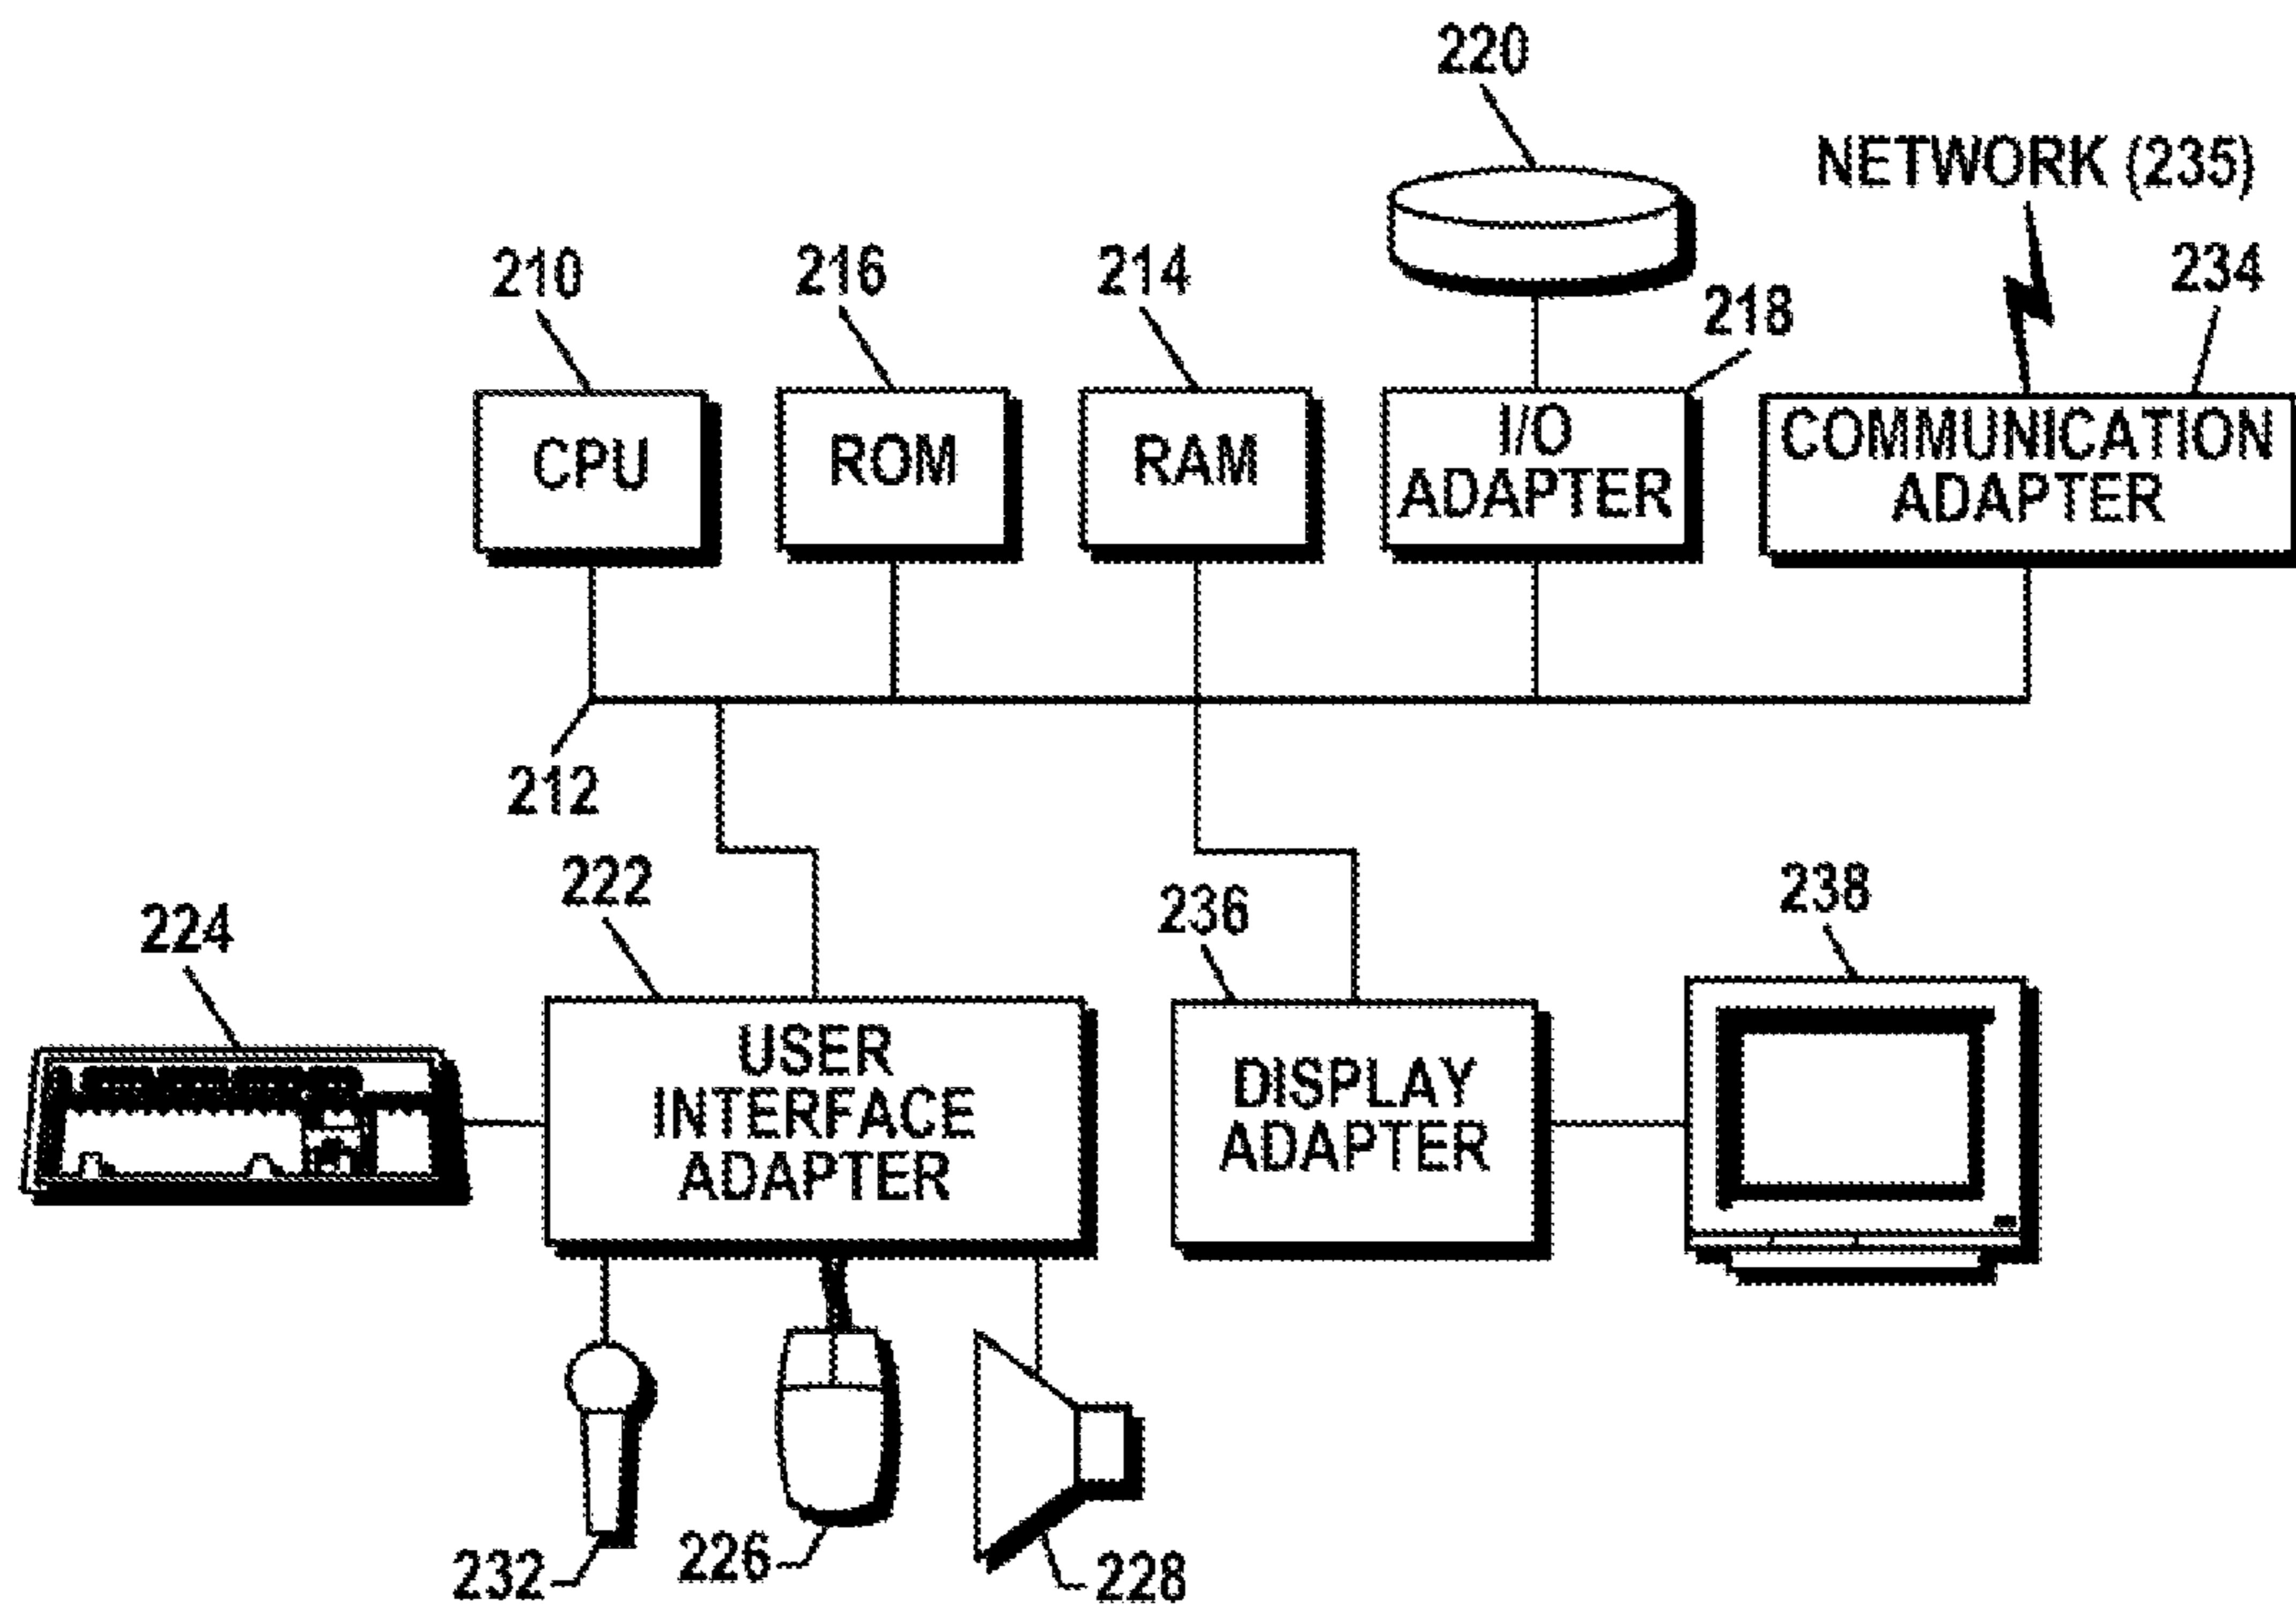 220
NETWORK (235)
210
216
214
218
234
CPU
ROM
RAM
I/O
ADAPTER
COMMUNICATION
ADAPTER
212
222
224
236
238
USER
INTERFACE
ADAPTER
DISPLAY
ADAPTER
232
226
228